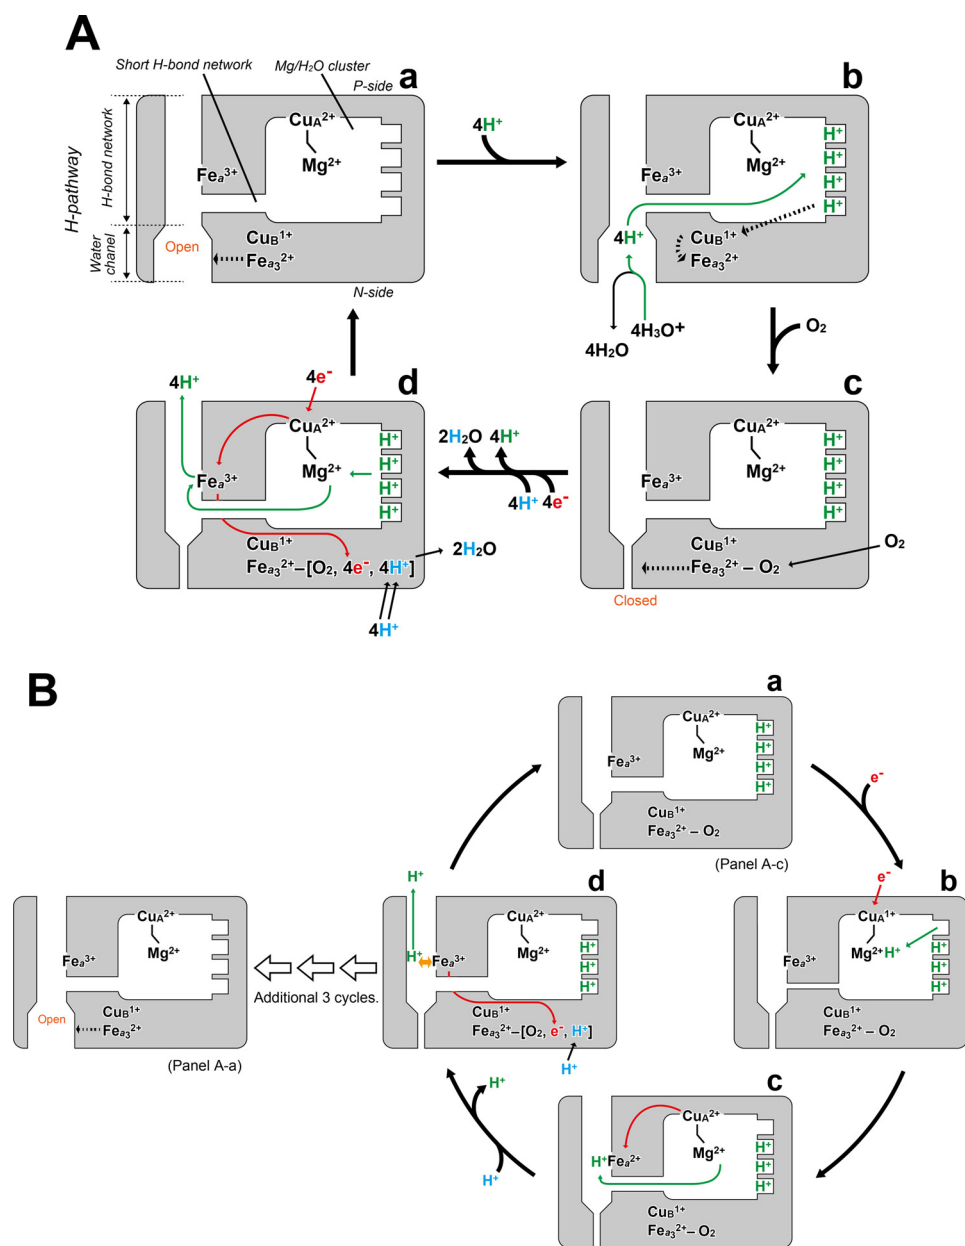 A
Short H-bond network
Mg/H₂O cluster
P-side
a
H-pathway
H-bond network
Water chanel
CuA²⁺
Mg²⁺
Fea³⁺
Open
CuB¹⁺
Fea₃²⁺
N-side
4H⁺
b
CuA²⁺
Mg²⁺
Fea³⁺
H⁺
H⁺
H⁺
H⁺
4H⁺
CuB¹⁺
Fea₃²⁺
4H₃O+
4H₂O
O₂
d
4H⁺
4e⁻
CuA²⁺
Mg²⁺
Fea³⁺
H⁺
H⁺
H⁺
H⁺
CuB¹⁺
Fea₃²⁺–[O₂, 4e⁻, 4H⁺]
4H⁺
2H₂O
2H₂O 4H⁺
4H⁺ 4e⁻
c
CuA²⁺
Mg²⁺
Fea³⁺
H⁺
H⁺
H⁺
H⁺
CuB¹⁺
Fea₃²⁺ – O₂
O₂
Closed
B
a
CuA²⁺
Mg²⁺
Fea³⁺
H⁺
H⁺
H⁺
H⁺
CuB¹⁺
Fea₃²⁺ – O₂
(Panel A-c)
e⁻
b
e⁻
CuA¹⁺
Mg²⁺H⁺
Fea³⁺
H⁺
H⁺
H⁺
CuB¹⁺
Fea₃²⁺ – O₂
c
CuA²⁺
Mg²⁺
H⁺Fea²⁺
H⁺
H⁺
H⁺
CuB¹⁺
Fea₃²⁺ – O₂
H⁺
H⁺
d
H⁺
CuA²⁺
Mg²⁺
H⁺
Fea³⁺
H⁺
H⁺
H⁺
CuB¹⁺
Fea₃²⁺–[O₂, e⁻, H⁺]
H⁺
Additional 3 cycles.
CuA²⁺
Mg²⁺
Fea³⁺
Open
CuB¹⁺
Fea₃²⁺
(Panel A-a)